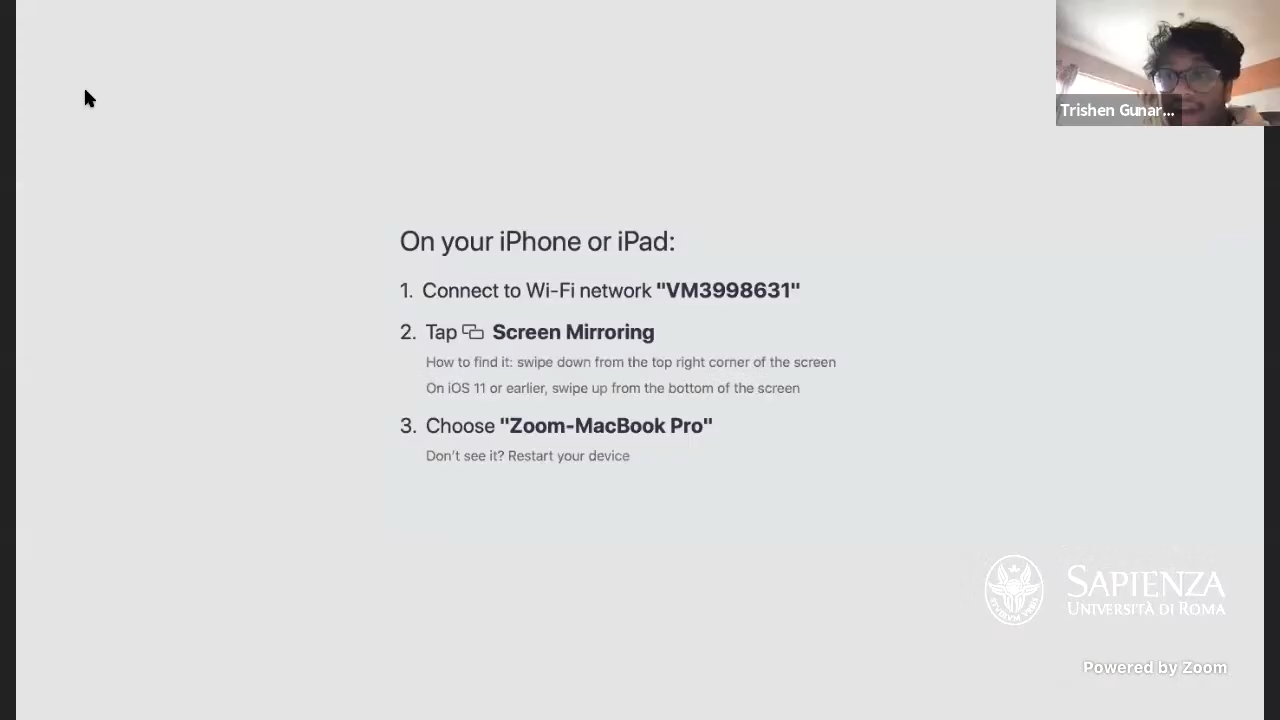 Trishen Gunar...
On your iPhone or iPad:
1. Connect to Wi-Fi network "VM3998631"
2. Tap Screen Mirroring
How to find it: swipe down from the top right corner of the screen
On iOS 11 or earlier, swipe up from the bottom of the screen
3. Choose "Zoom-MacBook Pro"
Don't see it? Restart your device
SAPIENZA
UNIVERSITÀ DI ROMA
Powered by Zoom